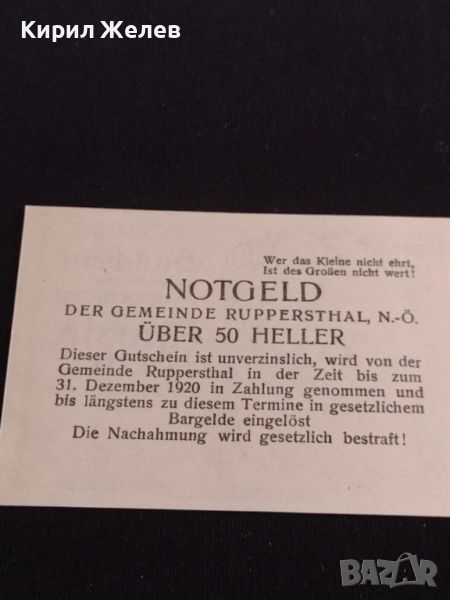 Кирил Желев
Wer das Kleine nicht ehrt,
Ist des Großen nicht wert!
NOTGELD
DER GEMEINDE RUPPERSTHAL, N.-Ö.
ÜBER 50 HELLER
Dieser Gutschein ist unverzinslich, wird von der
Gemeinde Ruppersthal in der Zeit bis zum
31. Dezember 1920 in Zahlung genommen und
bis längstens zu diesem Termine in gesetzlichem
Bargelde eingelöst
Die Nachahmung wird gesetzlich bestraft!
BAZAR